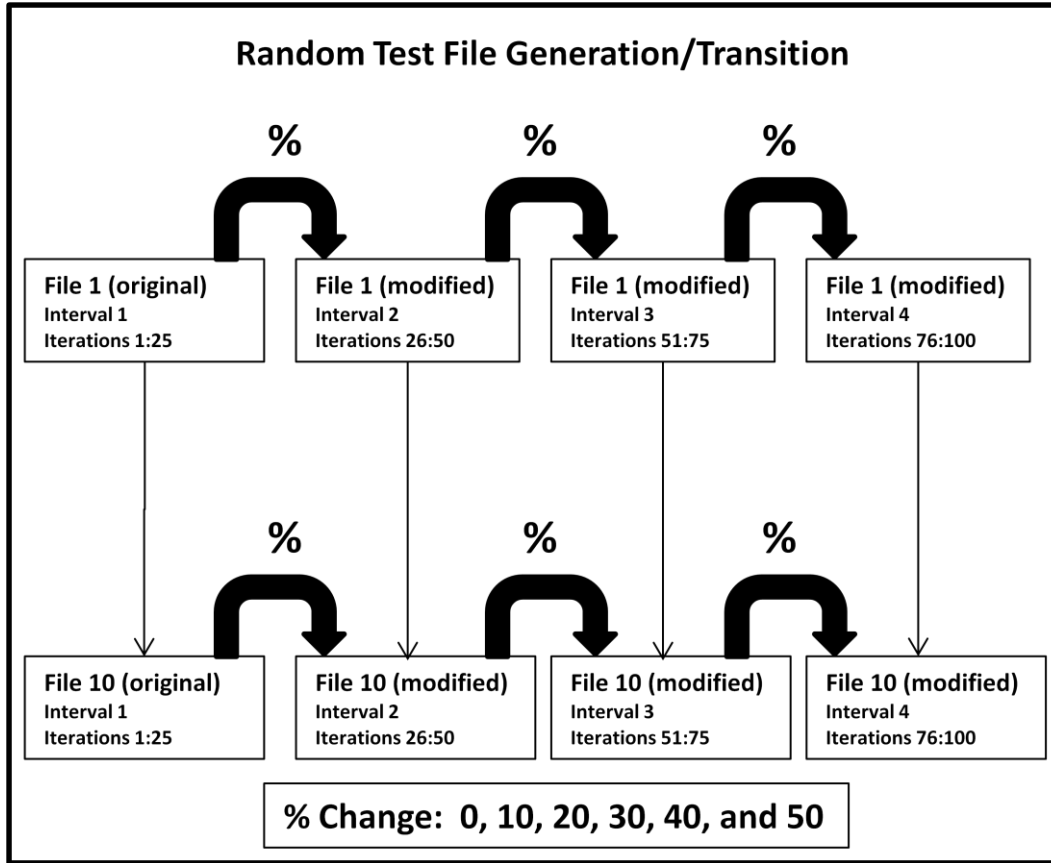 Random Test File Generation/Transition
%
%
%
File 1 (original)
Interval 1
Iterations 1:25
File 1 (modified)
Interval 2
Iterations 26:50
File 1 (modified)
Interval 3
Iterations 51:75
File 1 (modified)
Interval 4
Iterations 76:100
%
%
%
File 10 (original)
Interval 1
Iterations 1:25
File 10 (modified)
Interval 2
Iterations 26:50
File 10 (modified)
Interval 3
Iterations 51:75
File 10 (modified)
Interval 4
Iterations 76:100
% Change:  0, 10, 20, 30, 40, and 50